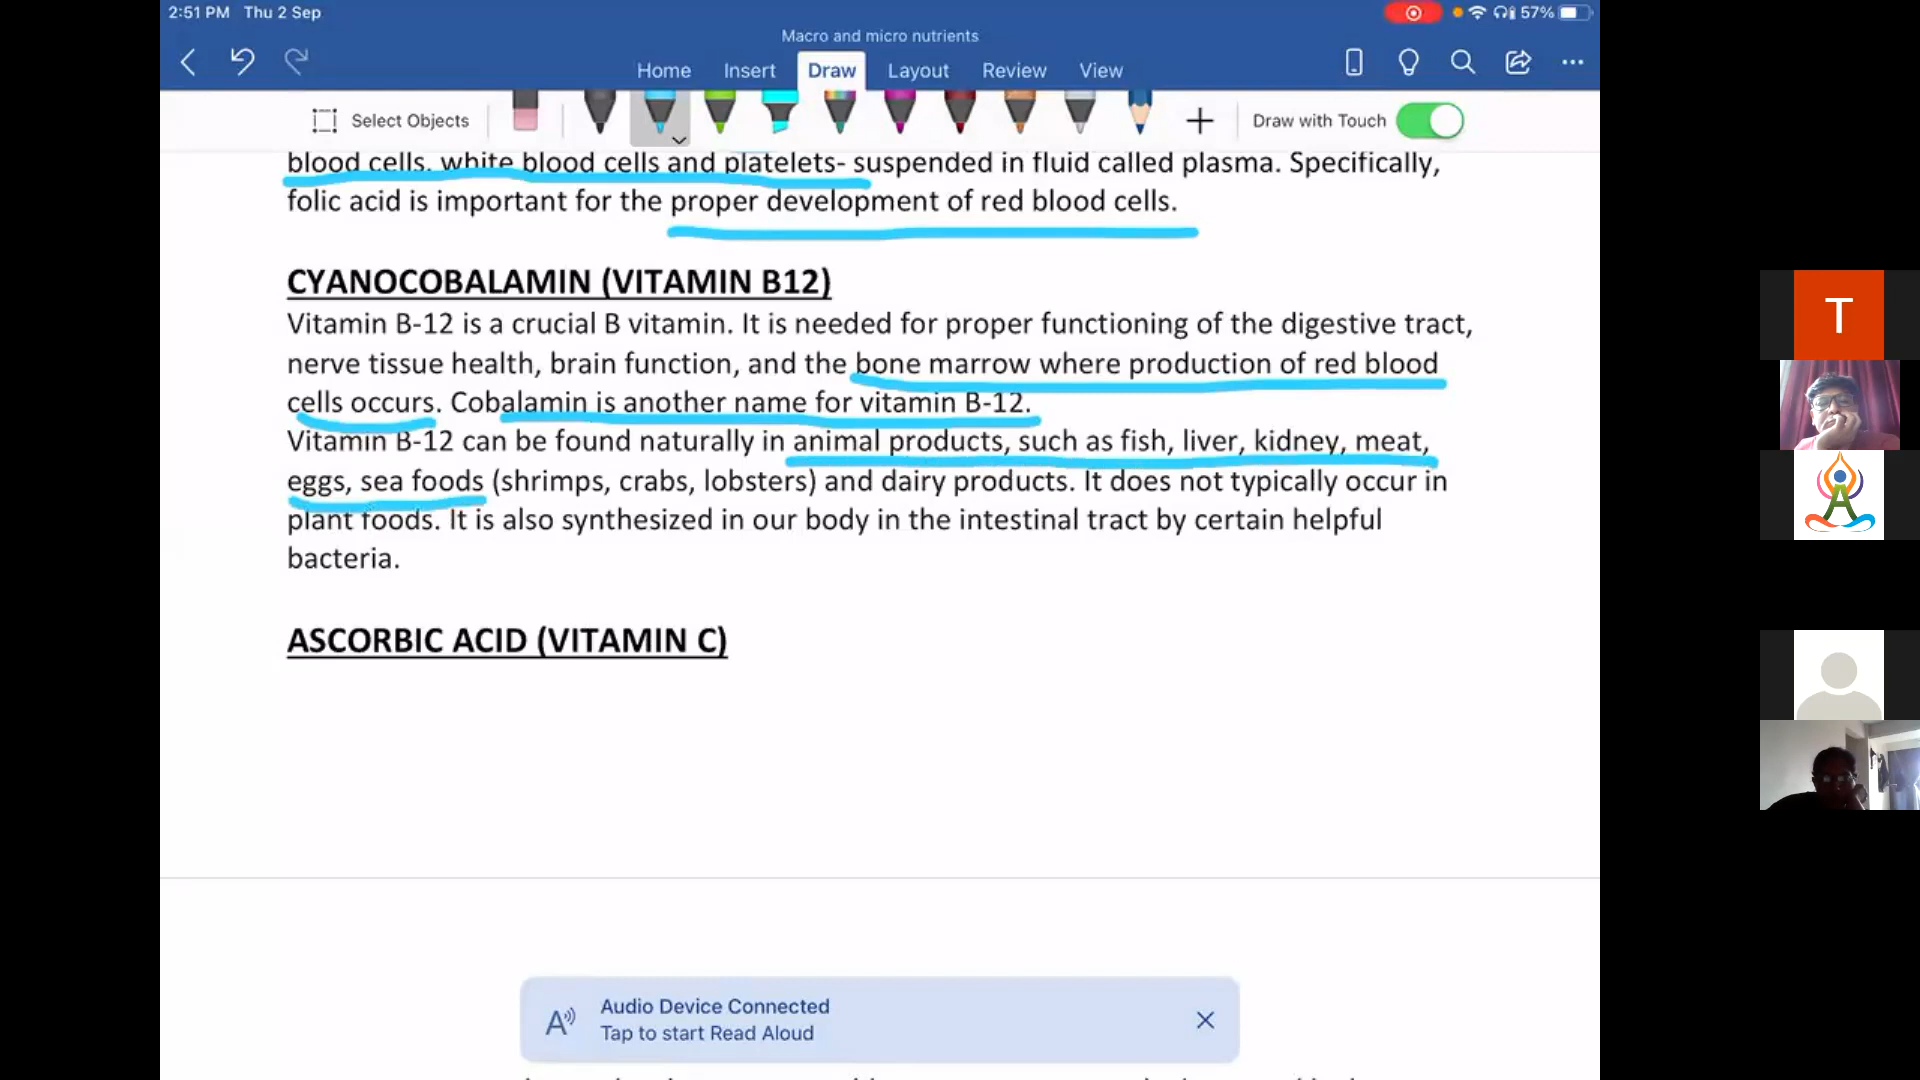 2:51 PM Thu 2 Sep
57%
Macro and micro nutrients
Home Insert Draw Layout Review View
Select Objects
Draw with Touch
blood cells, white blood cells and platelets- suspended in fluid called plasma. Specifically,
folic acid is important for the proper development of red blood cells.
CYANOCOBALAMIN (VITAMIN B12)
Vitamin B-12 is a crucial B vitamin. It is needed for proper functioning of the digestive tract,
nerve tissue health, brain function, and the bone marrow where production of red blood
cells occurs. Cobalamin is another name for vitamin B-12.
Vitamin B-12 can be found naturally in animal products, such as fish, liver, kidney, meat,
eggs, sea foods (shrimps, crabs, lobsters) and dairy products. It does not typically occur in
plant foods. It is also synthesized in our body in the intestinal tract by certain helpful
bacteria.
ASCORBIC ACID (VITAMIN C)
Audio Device Connected
Tap to start Read Aloud
T
A